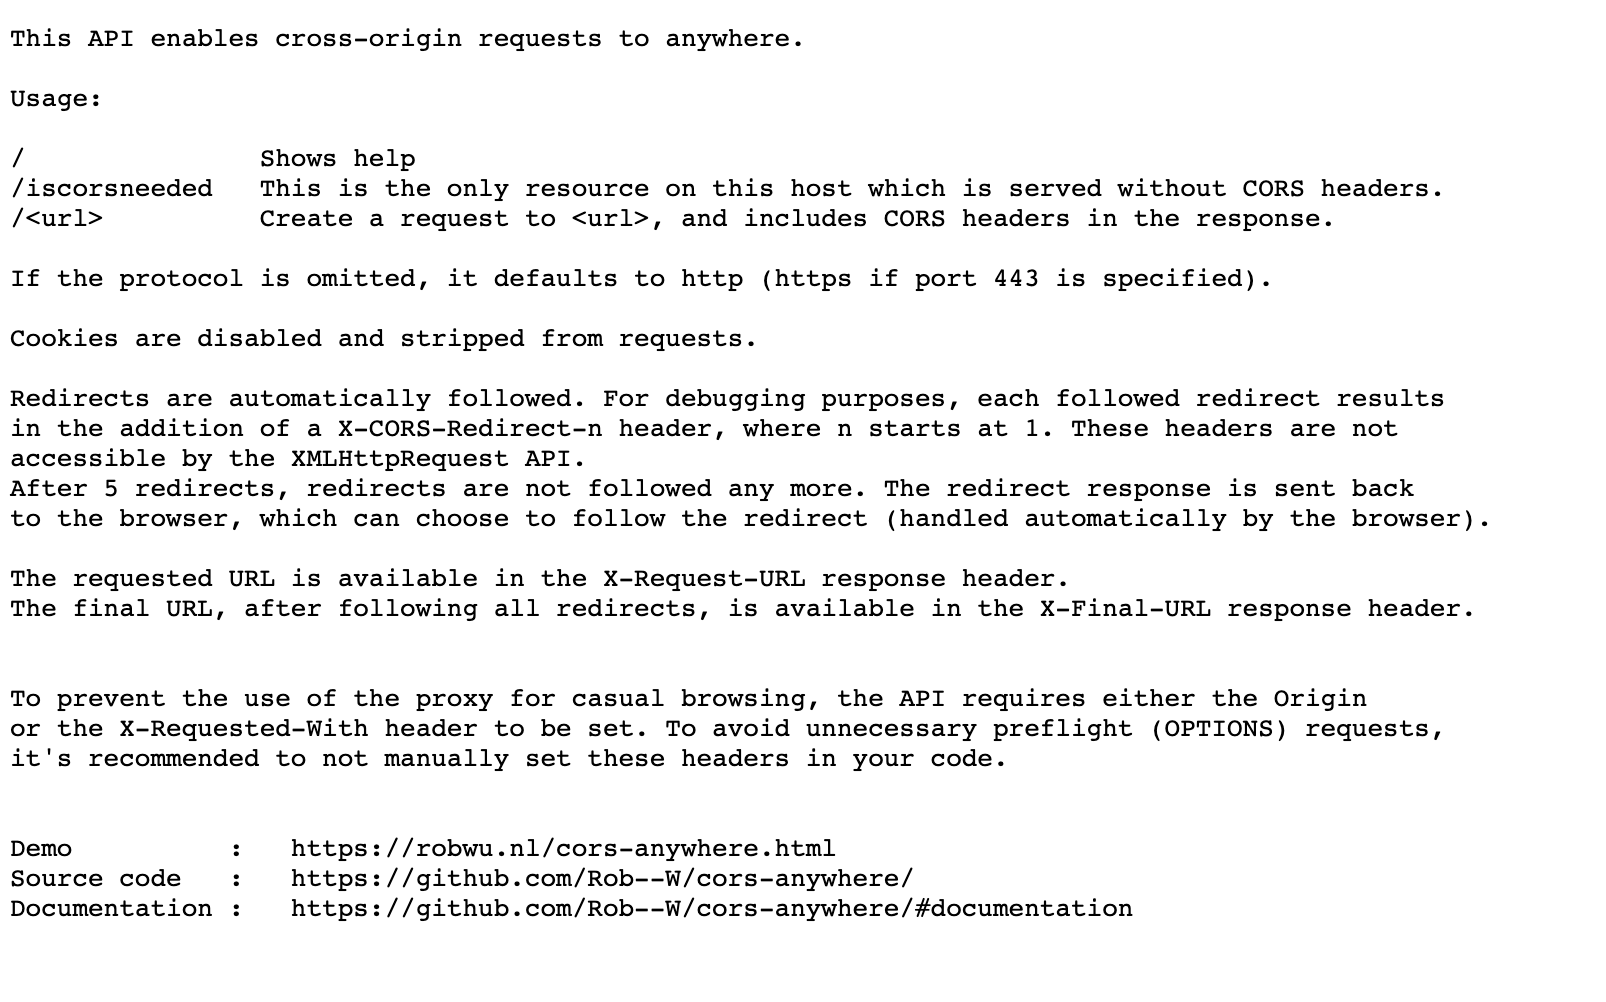 This API enables cross-origin requests to anywhere.
Usage:
/                Shows help
/iscorsneeded   This is the only resource on this host which is served without CORS headers.
/<url>          Create a request to <url>, and includes CORS headers in the response.
If the protocol is omitted, it defaults to http (https if port 443 is specified).
Cookies are disabled and stripped from requests.
Redirects are automatically followed. For debugging purposes, each followed redirect results
in the addition of a X-CORS-Redirect-n header, where n starts at 1. These headers are not
accessible by the XMLHttpRequest API.
After 5 redirects, redirects are not followed any more. The redirect response is sent back
to the browser, which can choose to follow the redirect (handled automatically by the browser).
The requested URL is available in the X-Request-URL response header.
The final URL, after following all redirects, is available in the X-Final-URL response header.
To prevent the use of the proxy for casual browsing, the API requires either the Origin
or the X-Requested-With header to be set. To avoid unnecessary preflight (OPTIONS) requests,
it's recommended to not manually set these headers in your code.
Demo          :   https://robwu.nl/cors-anywhere.html
Source code   :   https://github.com/Rob--W/cors-anywhere/
Documentation :   https://github.com/Rob--W/cors-anywhere/#documentation